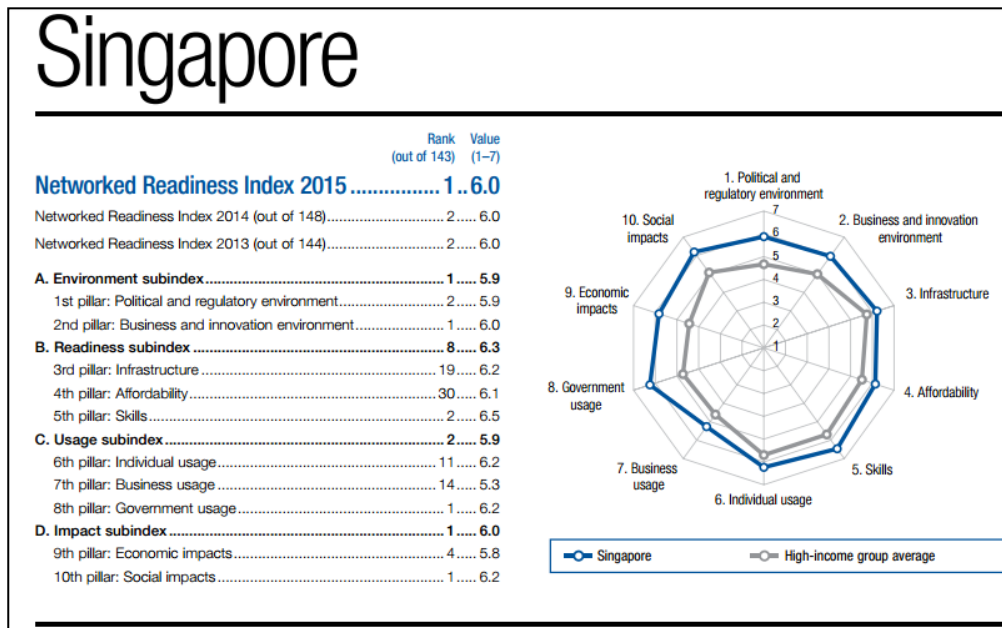 Singapore
Rank Value
(out of 143) (1–7)
Networked Readiness Index 2015 ................ 1 .. 6.0
Networked Readiness Index 2014 (out of 148) ..... 2 ..... 6.0
Networked Readiness Index 2013 (out of 144) ..... 2 ..... 6.0
A. Environment subindex ..... 1 ..... 5.9
1st pillar: Political and regulatory environment ..... 2 ..... 5.9
2nd pillar: Business and innovation environment ..... 1 ..... 6.0
B. Readiness subindex ..... 8 ..... 6.3
3rd pillar: Infrastructure ..... 19 ..... 6.2
4th pillar: Affordability ..... 30 ..... 6.1
5th pillar: Skills ..... 2 ..... 6.5
C. Usage subindex ..... 2 ..... 5.9
6th pillar: Individual usage ..... 11 ..... 6.2
7th pillar: Business usage ..... 14 ..... 5.3
8th pillar: Government usage ..... 1 ..... 6.2
D. Impact subindex ..... 1 ..... 6.0
9th pillar: Economic impacts ..... 4 ..... 5.8
10th pillar: Social impacts ..... 1 ..... 6.2
1. Political and
regulatory environment
2. Business and innovation
environment
3. Infrastructure
4. Affordability
5. Skills
6. Individual usage
7. Business
usage
8. Government
usage
9. Economic
impacts
10. Social
impacts
7
6
5
4
3
2
1
Singapore
High-income group average